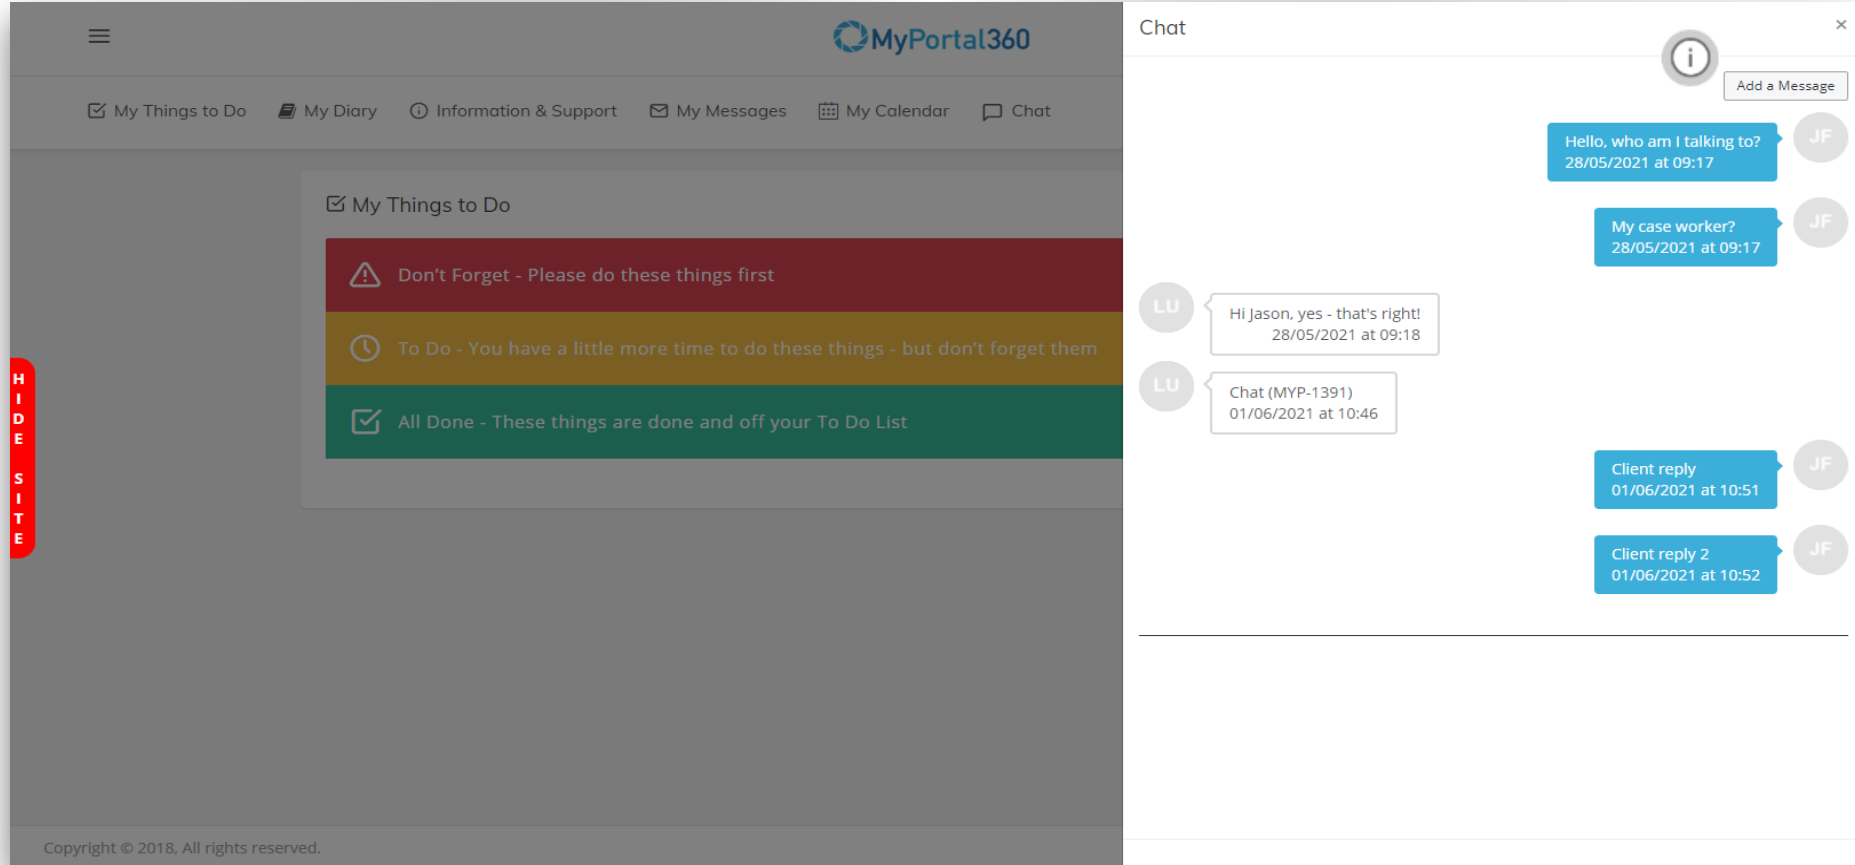 MyPortal360
My Things to Do
My Diary
Information & Support
My Messages
My Calendar
Chat
My Things to Do
Don't Forget - Please do these things first
To Do - You have a little more time to do these things - but don't forget them
All Done - These things are done and off your To Do List
HIDE SITE
Copyright © 2018, All rights reserved.
Chat
×
i
Add a Message
JF
Hello, who am I talking to?
28/05/2021 at 09:17
JF
My case worker?
28/05/2021 at 09:17
LU
Hi Jason, yes - that's right!
28/05/2021 at 09:18
LU
Chat (MYP-1391)
01/06/2021 at 10:46
JF
Client reply
01/06/2021 at 10:51
JF
Client reply 2
01/06/2021 at 10:52